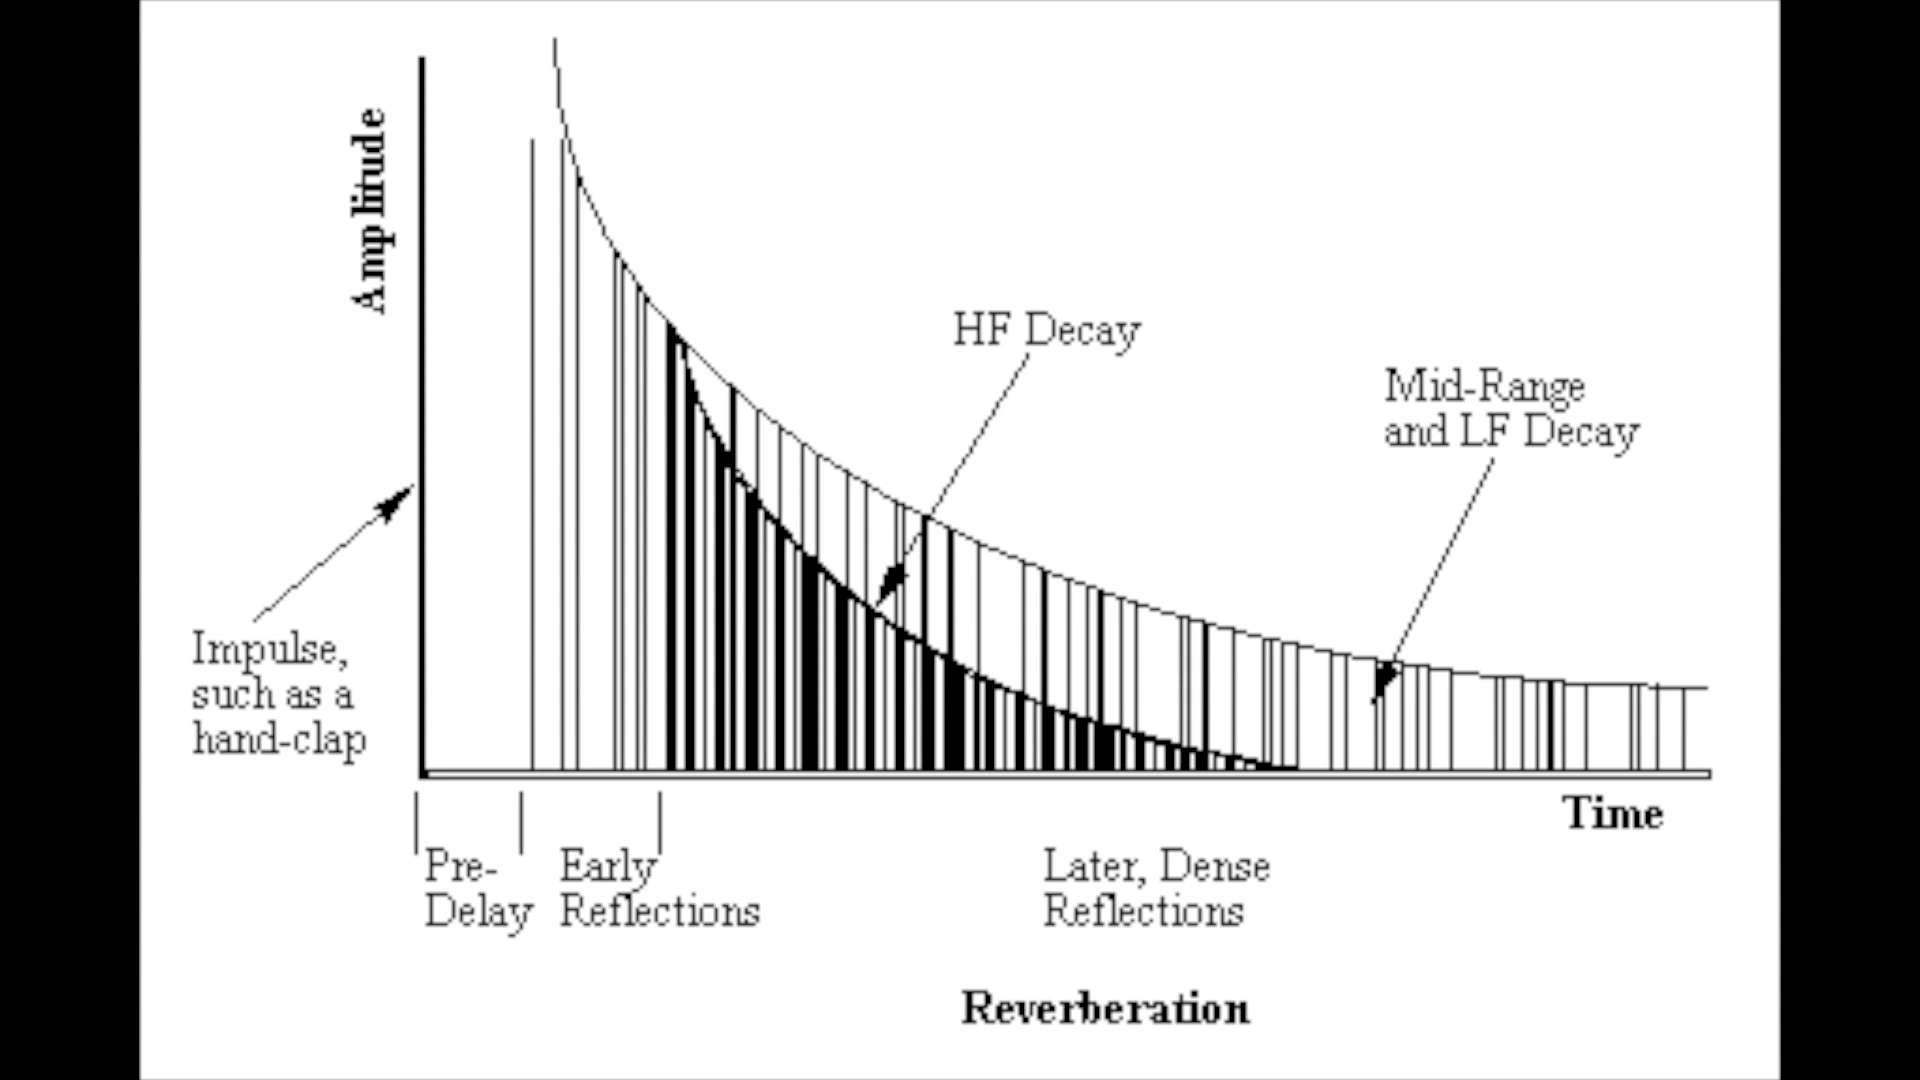 Amplitude
HF Decay
Mid-Range
and LF Decay
Impulse,
such as a
hand-clap
Time
Pre-
Delay
Early
Reflections
Later, Dense
Reflections
Reverberation